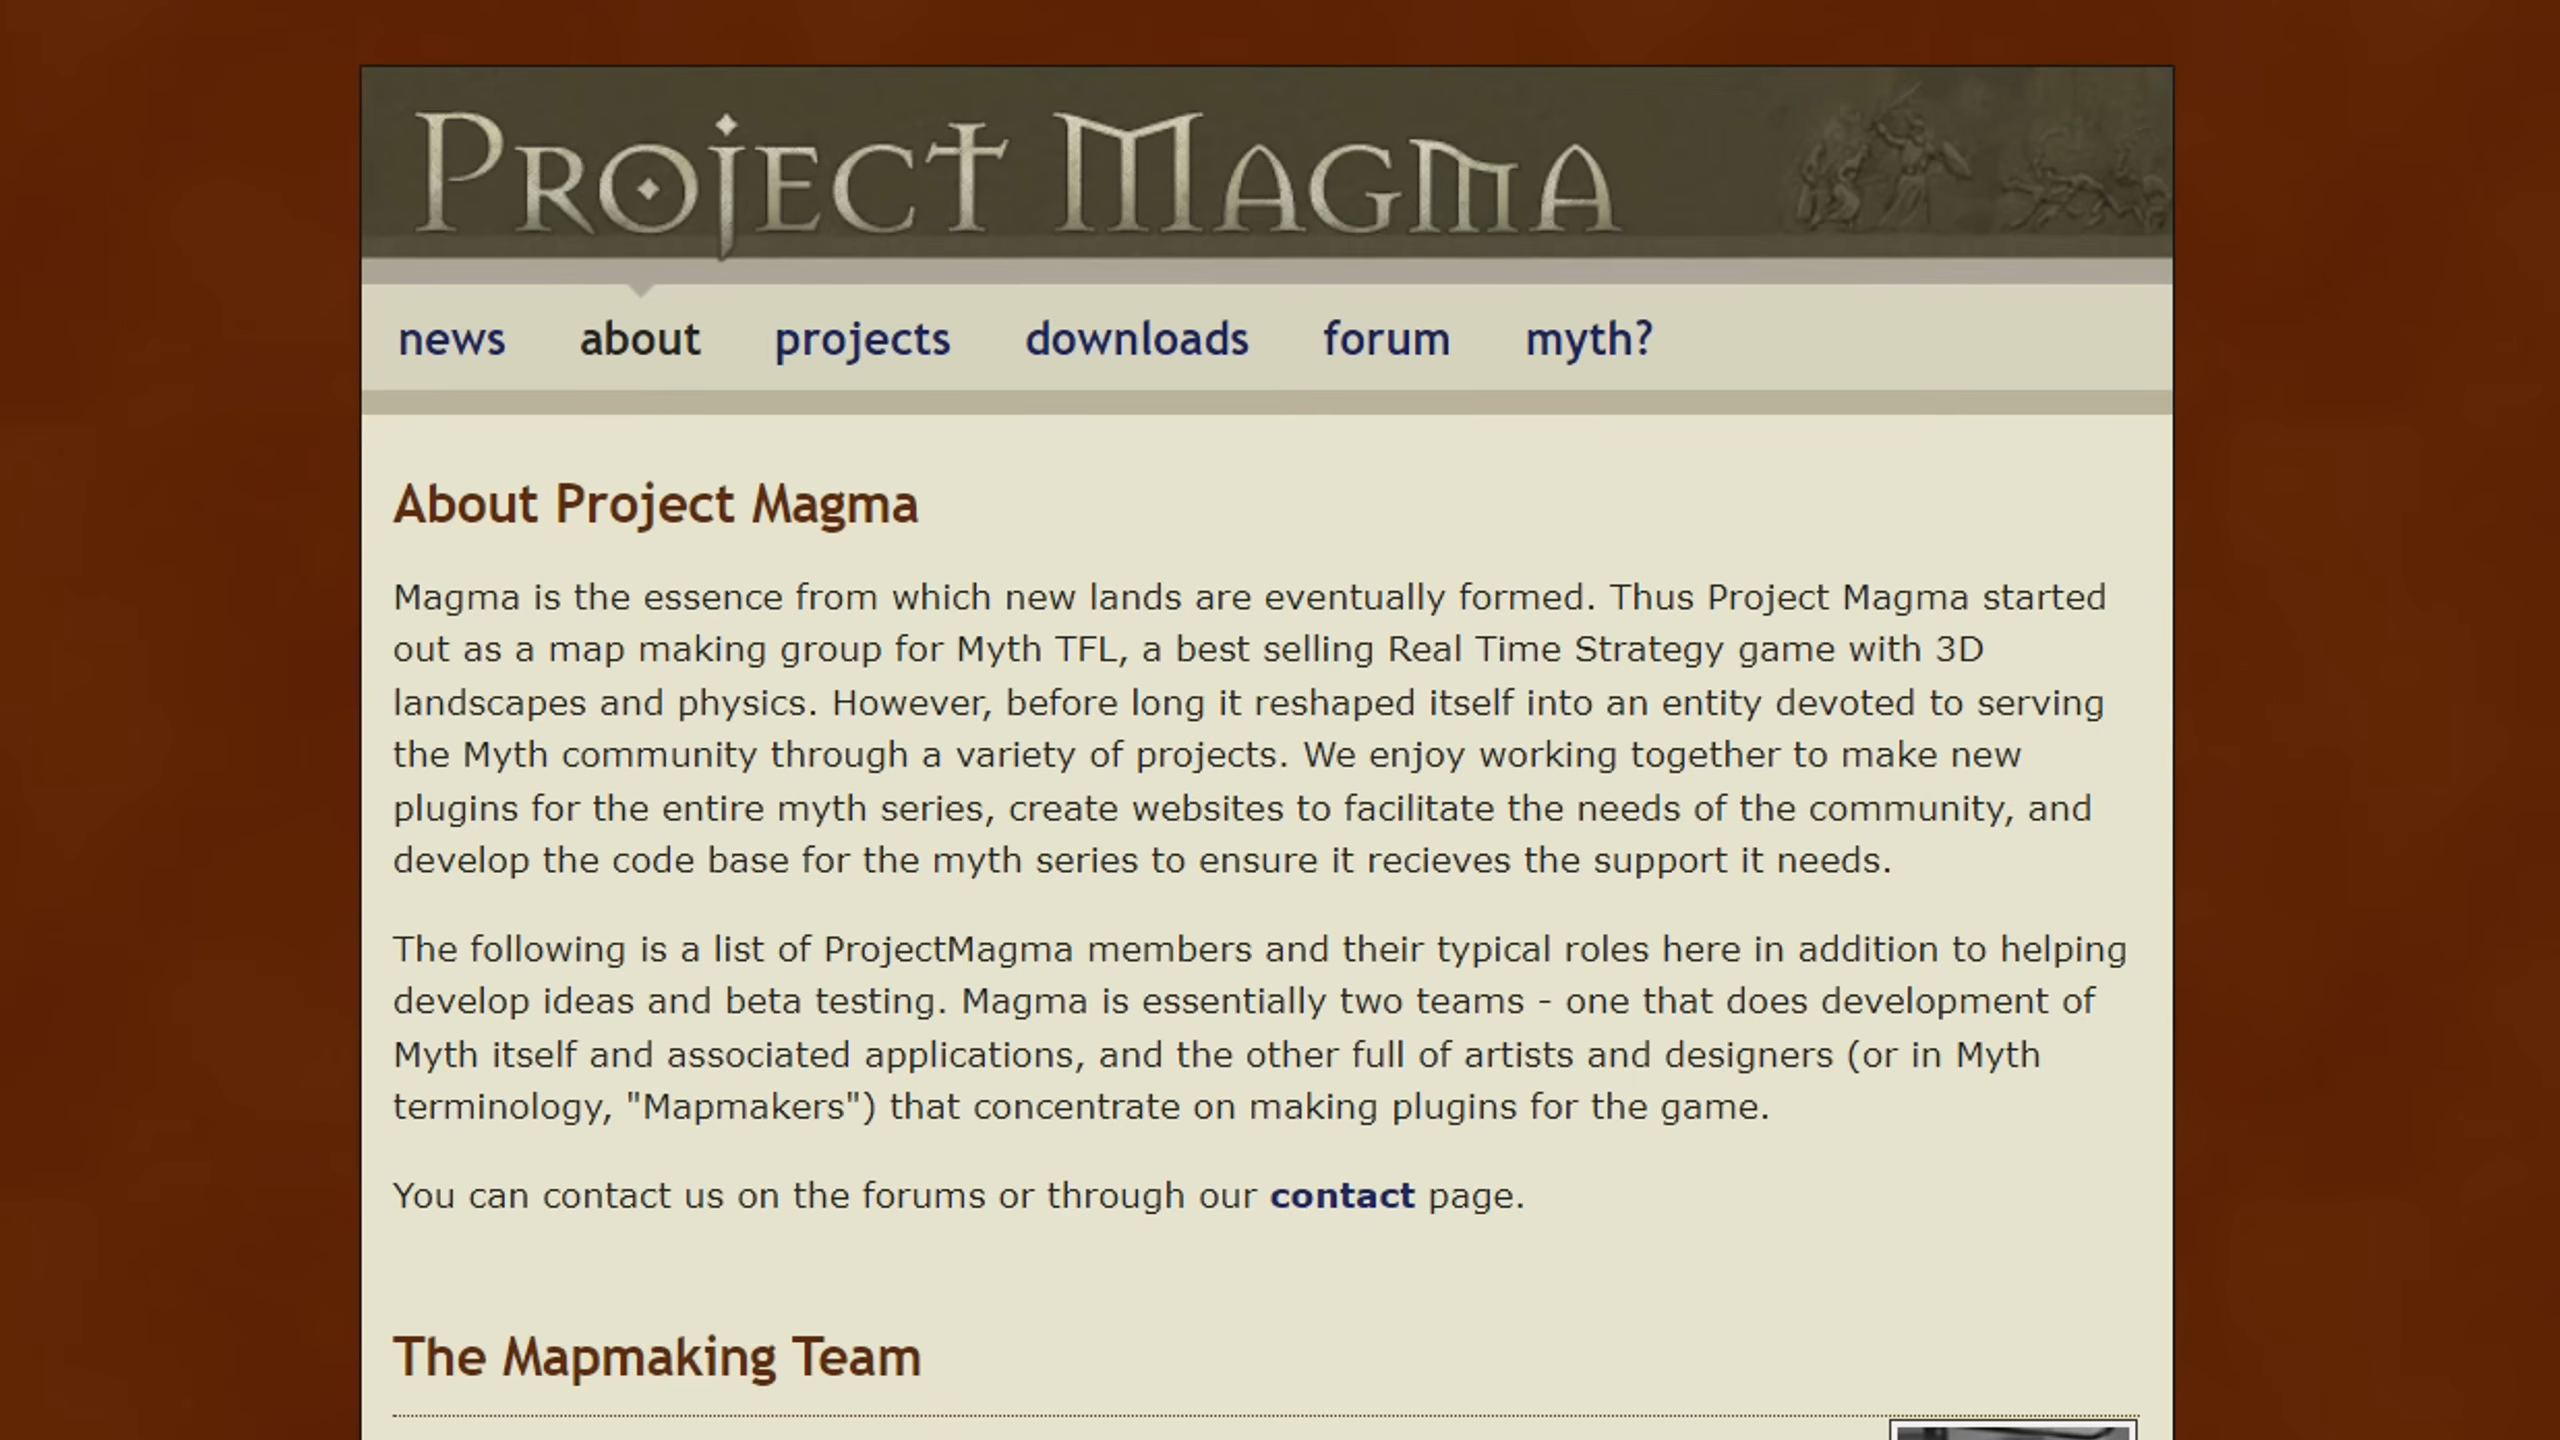 Project Magma
news about projects downloads forum myth?
About Project Magma
Magma is the essence from which new lands are eventually formed. Thus Project Magma started
out as a map making group for Myth TFL, a best selling Real Time Strategy game with 3D
landscapes and physics. However, before long it reshaped itself into an entity devoted to serving
the Myth community through a variety of projects. We enjoy working together to make new
plugins for the entire myth series, create websites to facilitate the needs of the community, and
develop the code base for the myth series to ensure it recieves the support it needs.
The following is a list of ProjectMagma members and their typical roles here in addition to helping
develop ideas and beta testing. Magma is essentially two teams - one that does development of
Myth itself and associated applications, and the other full of artists and designers (or in Myth
terminology, "Mapmakers") that concentrate on making plugins for the game.
You can contact us on the forums or through our contact page.
The Mapmaking Team